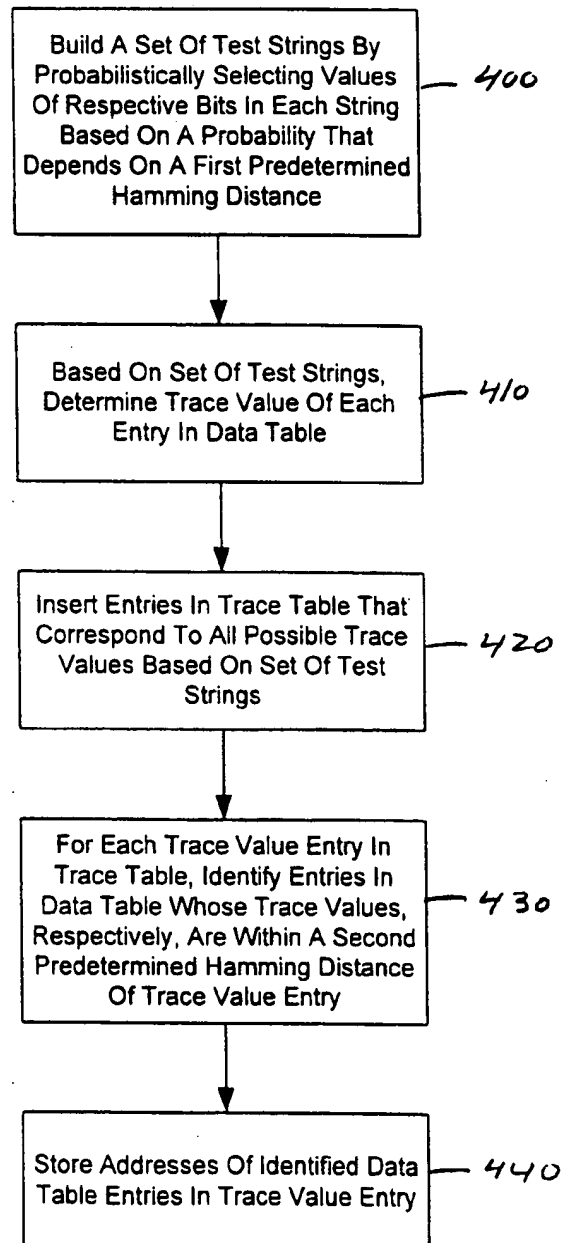 Build A Set Of Test Strings By
Probabilistically Selecting Values
Of Respective Bits In Each String
Based On A Probability That
Depends On A First Predetermined
Hamming Distance
400
Based On Set Of Test Strings,
Determine Trace Value Of Each
Entry In Data Table
410
Insert Entries In Trace Table That
Correspond To All Possible Trace
Values Based On Set Of Test
Strings
420
For Each Trace Value Entry In
Trace Table, Identify Entries In
Data Table Whose Trace Values,
Respectively, Are Within A Second
Predetermined Hamming Distance
Of Trace Value Entry
430
Store Addresses Of Identified Data
Table Entries In Trace Value Entry
440